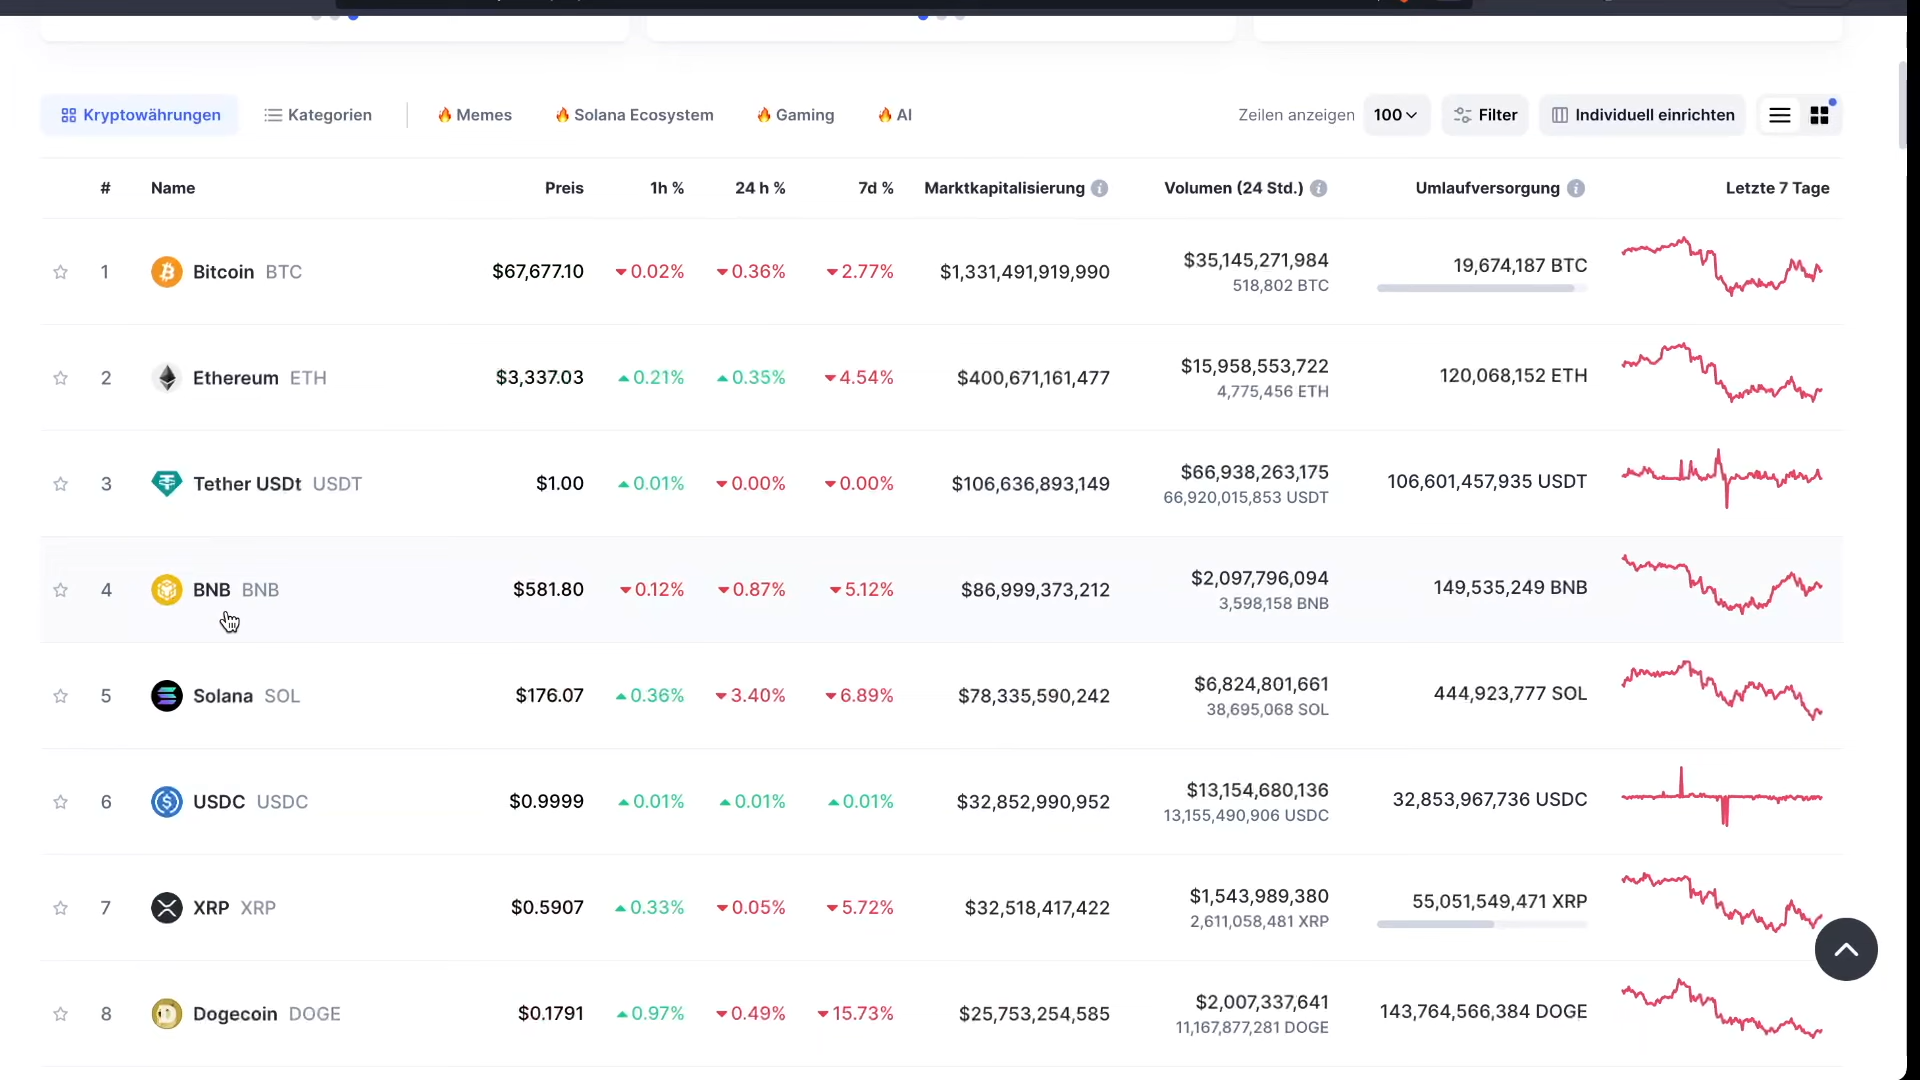 Kryptowährungen Kategorien Memes Solana Ecosystem Gaming AI Zeilen anzeigen 100 Filter Individuell einrichten
# Name Preis 1h % 24 h % 7d % Marktkapitalisierung Volumen (24 Std.) Umlaufversorgung Letzte 7 Tage
1 Bitcoin BTC $67,677.10 0.02% 0.36% 2.77% $1,331,491,919,990 $35,145,271,984 19,674,187 BTC
518,802 BTC
2 Ethereum ETH $3,337.03 0.21% 0.35% 4.54% $400,671,161,477 $15,958,553,722 120,068,152 ETH
4,775,456 ETH
3 Tether USDt USDT $1.00 0.01% 0.00% 0.00% $106,636,893,149 $66,938,263,175 106,601,457,935 USDT
66,920,015,853 USDT
4 BNB BNB $581.80 0.12% 0.87% 5.12% $86,999,373,212 $2,097,796,094 149,535,249 BNB
3,598,158 BNB
5 Solana SOL $176.07 0.36% 3.40% 6.89% $78,335,590,242 $6,824,801,661 444,923,777 SOL
38,695,068 SOL
6 USDC USDC $0.9999 0.01% 0.01% 0.01% $32,852,990,952 $13,154,680,136 32,853,967,736 USDC
13,155,490,906 USDC
7 XRP XRP $0.5907 0.33% 0.05% 5.72% $32,518,417,422 $1,543,989,380 55,051,549,471 XRP
2,611,058,481 XRP
8 Dogecoin DOGE $0.1791 0.97% 0.49% 15.73% $25,753,254,585 $2,007,337,641 143,764,566,384 DOGE
11,167,877,281 DOGE